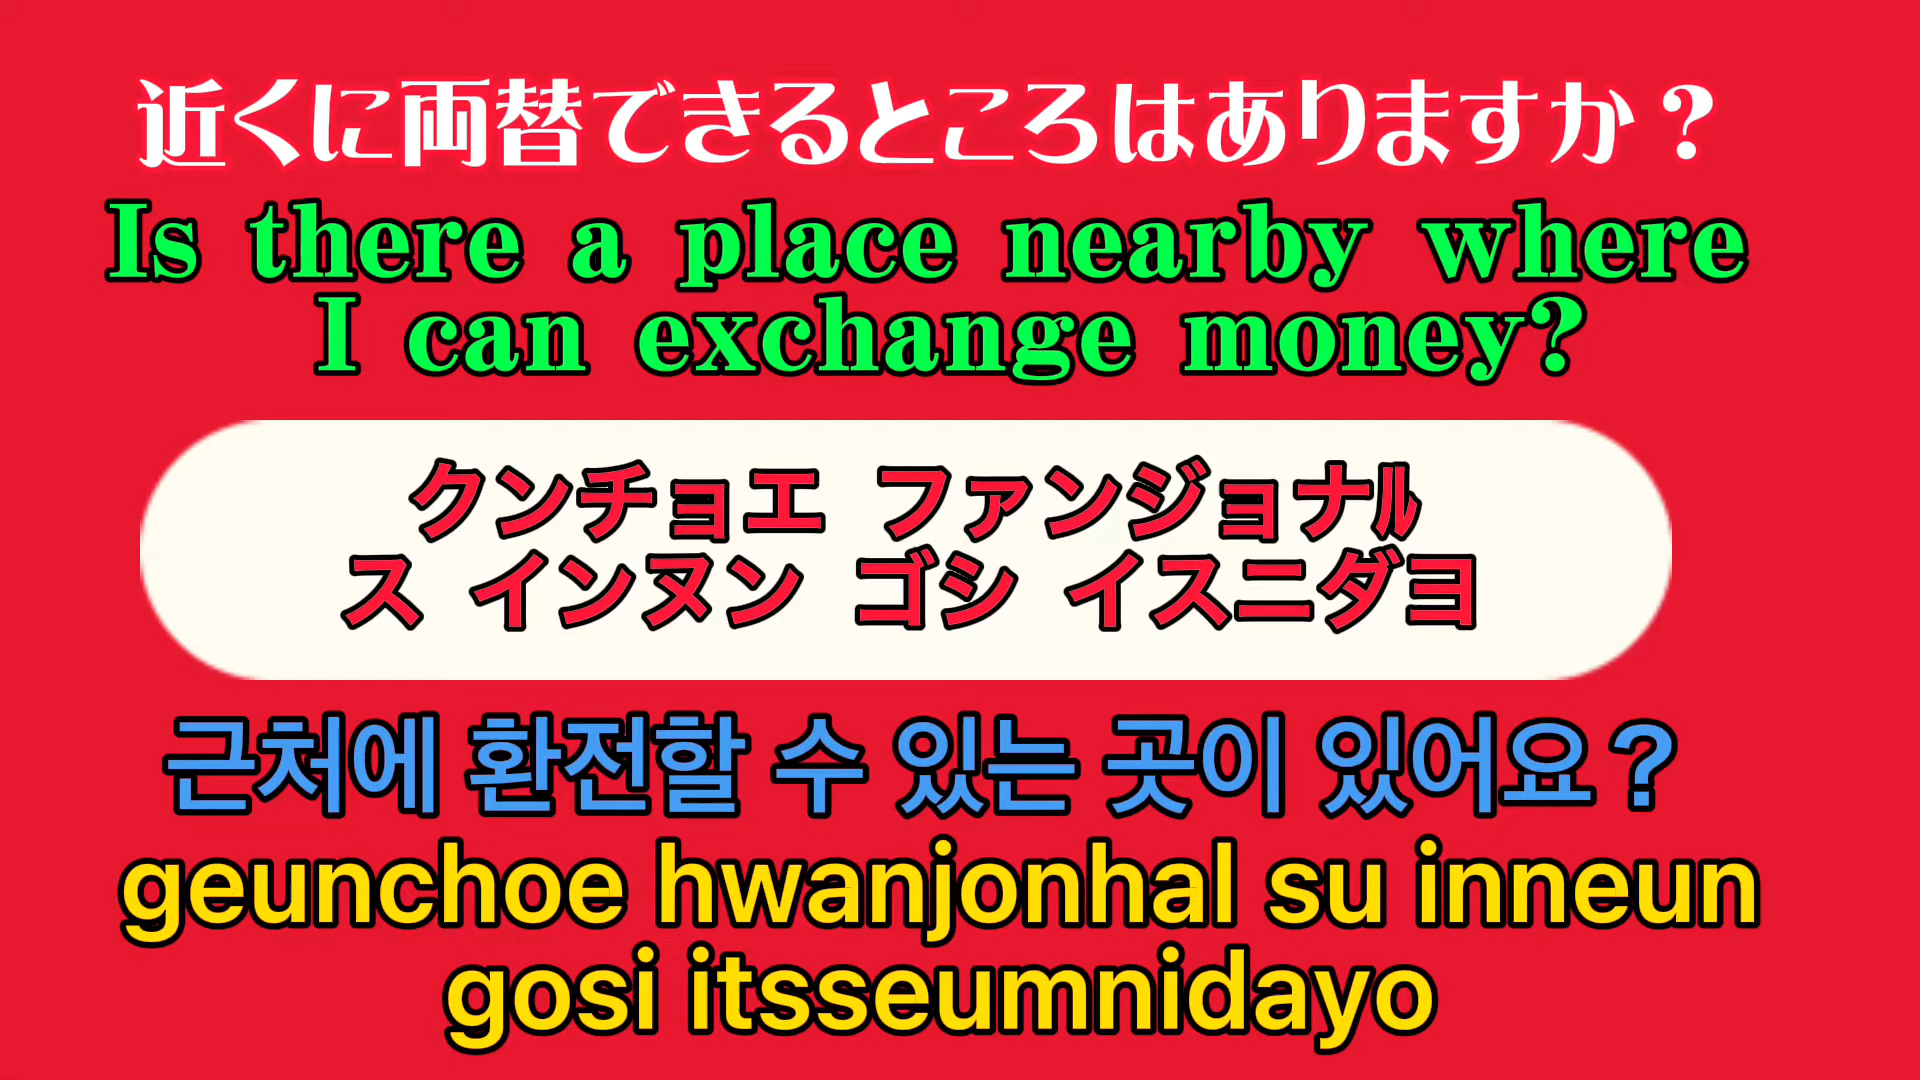 近くに両替できるところはありますか？
Is there a place nearby where
I can exchange money?
クンチョエ ファンジョナル
ス インヌン ゴシ イスニダヨ
근처에 환전할 수 있는 곳이 있어요？
geunchoe hwanjonhal su inneun
gosi itsseumnidayo